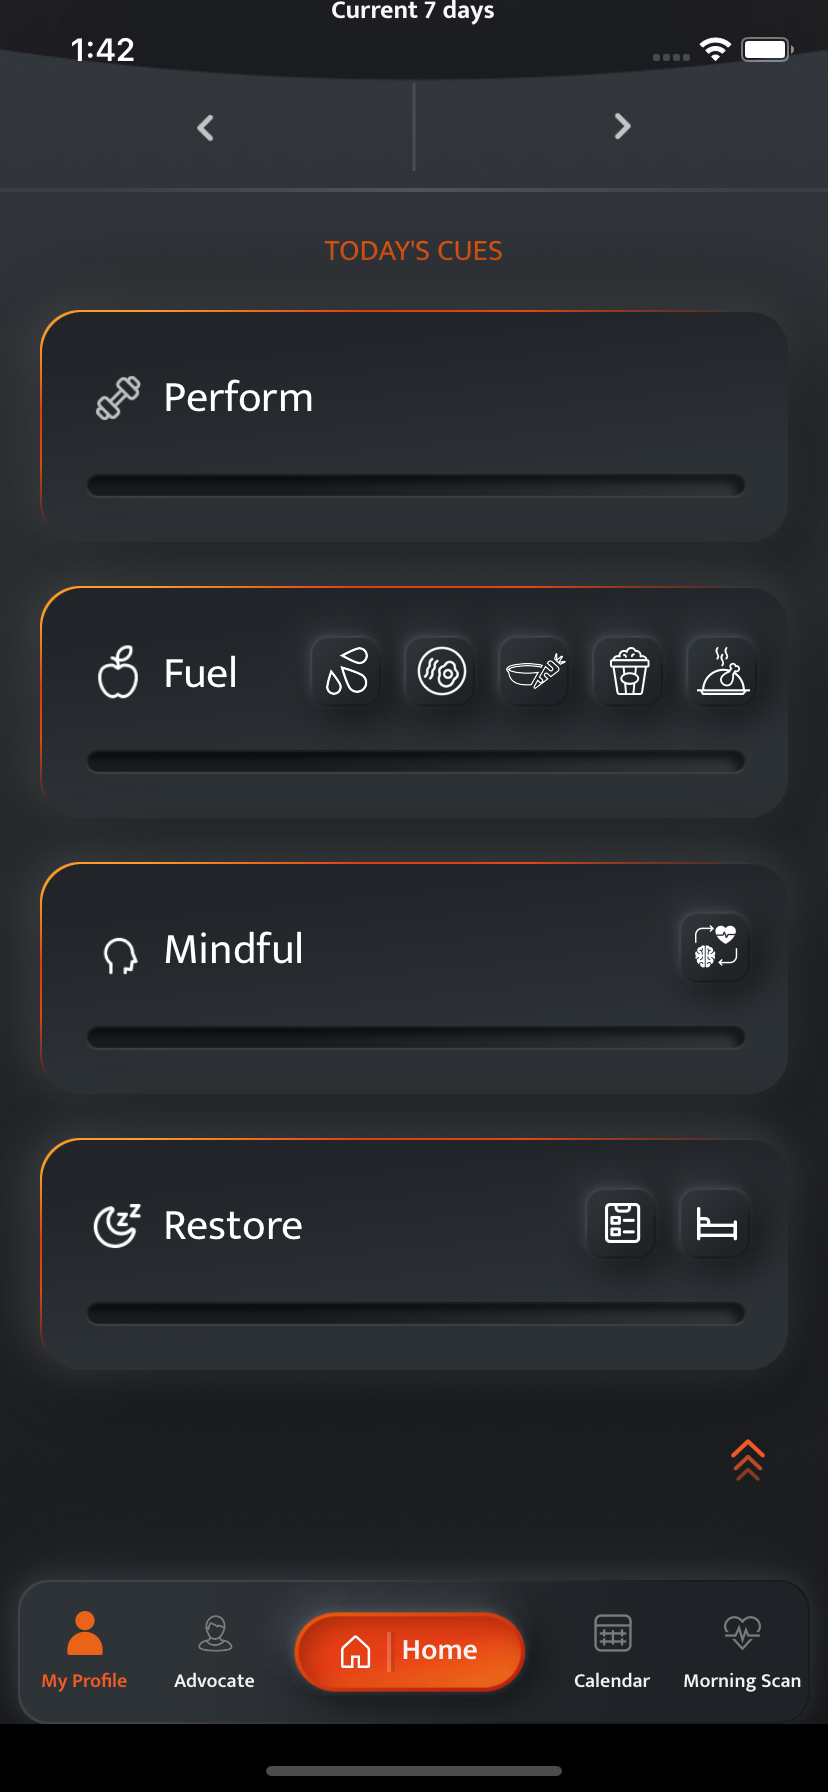 Current 7 days
1:42
TODAY'S CUES
Perform
Fuel
Mindful
Restore
My Profile
Advocate
Home
Calendar
Morning Scan